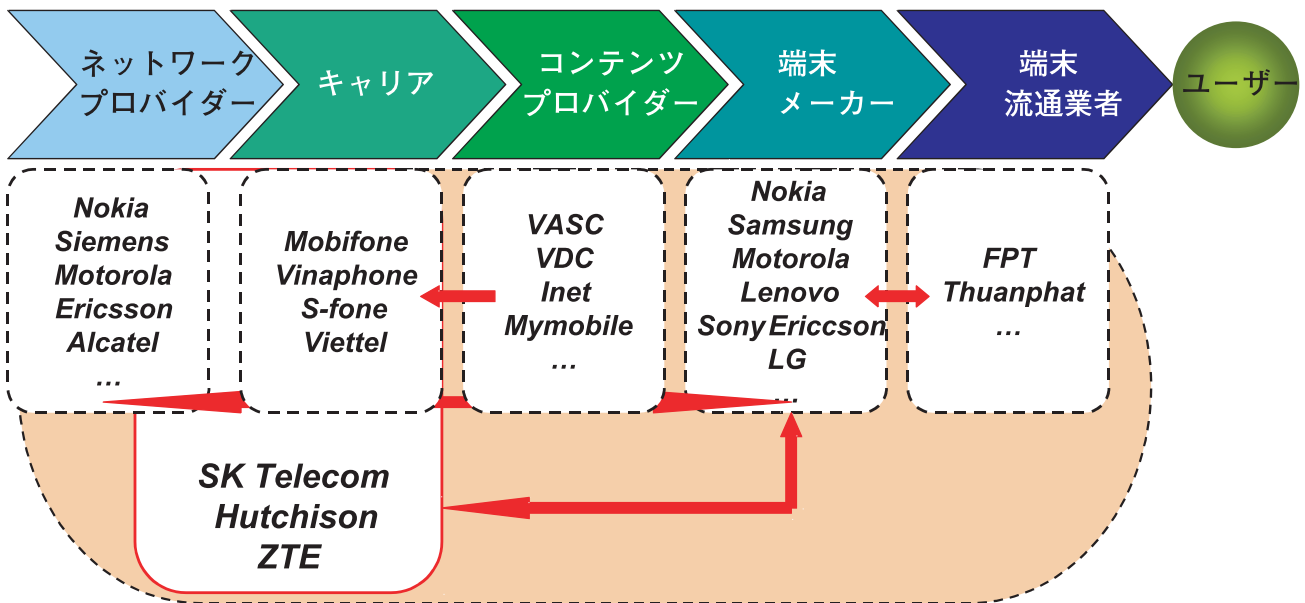 ネットワーク
プロバイダー
キャリア
コンテンツ
プロバイダー
端末
メーカー
端末
流通業者
ユーザー
Nokia
Siemens
Motorola
Ericsson
Alcatel
…
Mobifone
Vinaphone
S-fone
Viettel
VASC
VDC
Inet
Mymobile
…
Nokia
Samsung
Motorola
Lenovo
Sony Ericcson
LG
…
FPT
Thuanphat
…
SK Telecom
Hutchison
ZTE